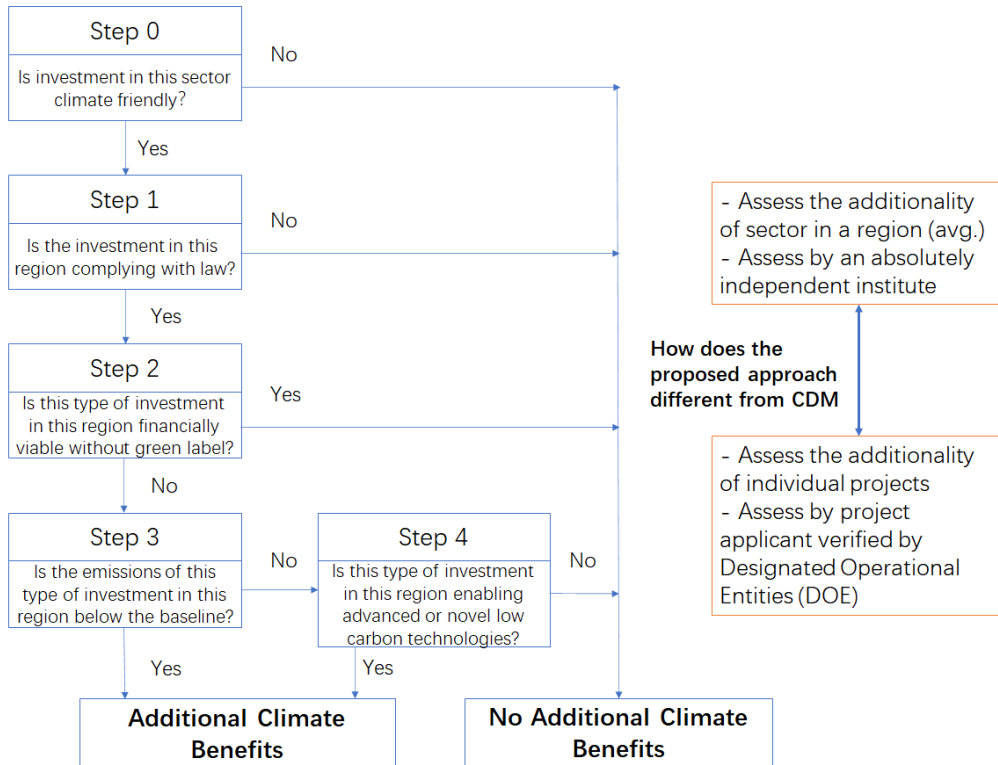 Step 0
No
Is investment in this sector
climate friendly?
Yes
Step 1
No
Is the investment in this
region complying with law?
Yes
Step 2
Yes
Is this type of investment
in this region financially
viable without green label?
No
Step 3
No
Is the emissions of this
type of investment in this
region below the baseline?
Yes
Step 4
No
Is this type of investment
in this region enabling
advanced or novel low
carbon technologies?
Yes
Additional Climate
Benefits
No Additional Climate
Benefits
- Assess the additionality
of sector in a region (avg.)
- Assess by an absolutely
independent institute
How does the
proposed approach
different from CDM
- Assess the additionality
of individual projects
- Assess by project
applicant verified by
Designated Operational
Entities (DOE)